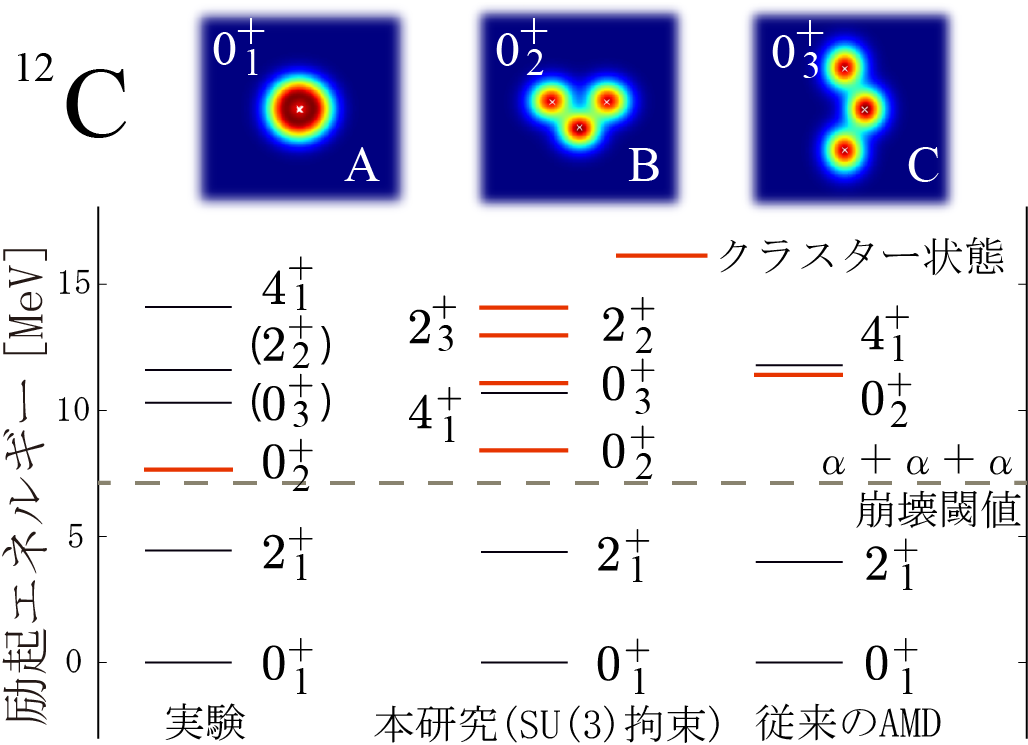 ¹²C
0₁⁺
A
0₂⁺
B
0₃⁺
C
励起エネルギー [MeV]
15
10
5
0
クラスター状態
4₁⁺
(2₂⁺)
(0₃⁺)
0₂⁺
2₁⁺
0₁⁺
実験
2₃⁺
2₂⁺
0₃⁺
4₁⁺
0₂⁺
2₁⁺
0₁⁺
本研究(SU(3)拘束)
4₁⁺
0₂⁺
α + α + α
崩壊閾値
2₁⁺
0₁⁺
従来のAMD